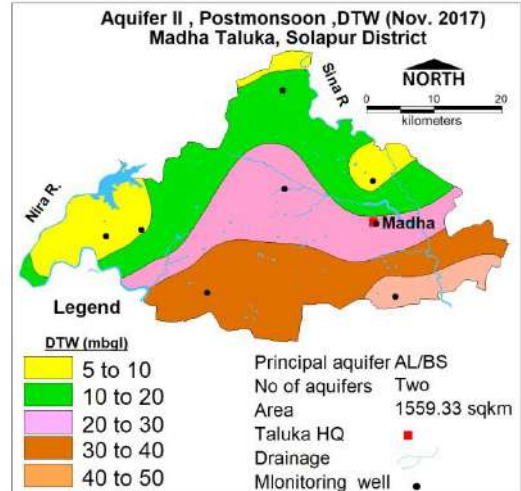 Aquifer II , Postmonsoon ,DTW (Nov. 2017)
Madha Taluka, Solapur District
Sina R
NORTH
0 10 20
kilometers
Nira R.
Madha
Legend
DTW (mbgl)
5 to 10
10 to 20
20 to 30
30 to 40
40 to 50
Principal aquifer AL/BS
No of aquifers Two
Area 1559.33 sqkm
Taluka HQ
Drainage
Mlonitoring well